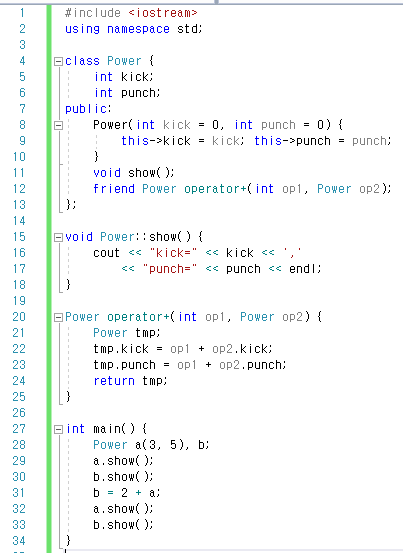 1 #include <iostream>
2 using namespace std;
3
4 class Power {
5 int kick;
6 int punch;
7 public:
8 Power(int kick = 0, int punch = 0) {
9 this->kick = kick; this->punch = punch;
10 }
11 void show();
12 friend Power operator+(int op1, Power op2);
13 };
14
15 void Power::show() {
16 cout << "kick=" << kick << ','
17 << "punch=" << punch << endl;
18 }
19
20 Power operator+(int op1, Power op2) {
21 Power tmp;
22 tmp.kick = op1 + op2.kick;
23 tmp.punch = op1 + op2.punch;
24 return tmp;
25 }
26
27 int main() {
28 Power a(3, 5), b;
29 a.show();
30 b.show();
31 b = 2 + a;
32 a.show();
33 b.show();
34 }